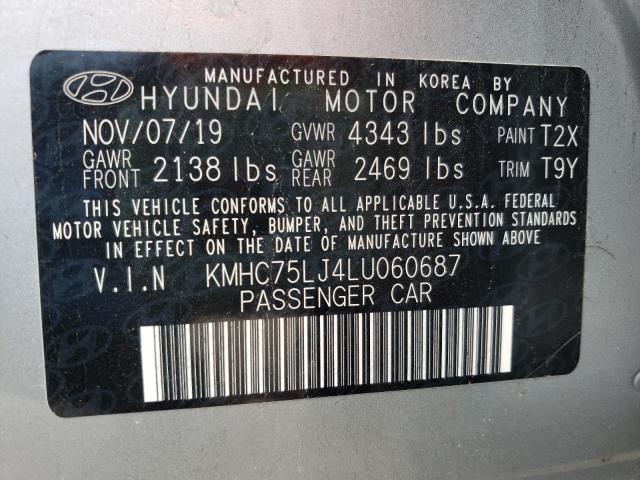 MANUFACTURED IN KOREA BY
HYUNDAI MOTOR COMPANY
NOV/07/19 GVWR 4343 lbs PAINT T2X
GAWR FRONT 2138 lbs GAWR REAR 2469 lbs TRIM T9Y
THIS VEHICLE CONFORMS TO ALL APPLICABLE U.S.A. FEDERAL
MOTOR VEHICLE SAFETY, BUMPER, AND THEFT PREVENTION STANDARDS
IN EFFECT ON THE DATE OF MANUFACTURE SHOWN ABOVE.
V.I.N KMHC75LJ4LU060687
PASSENGER CAR